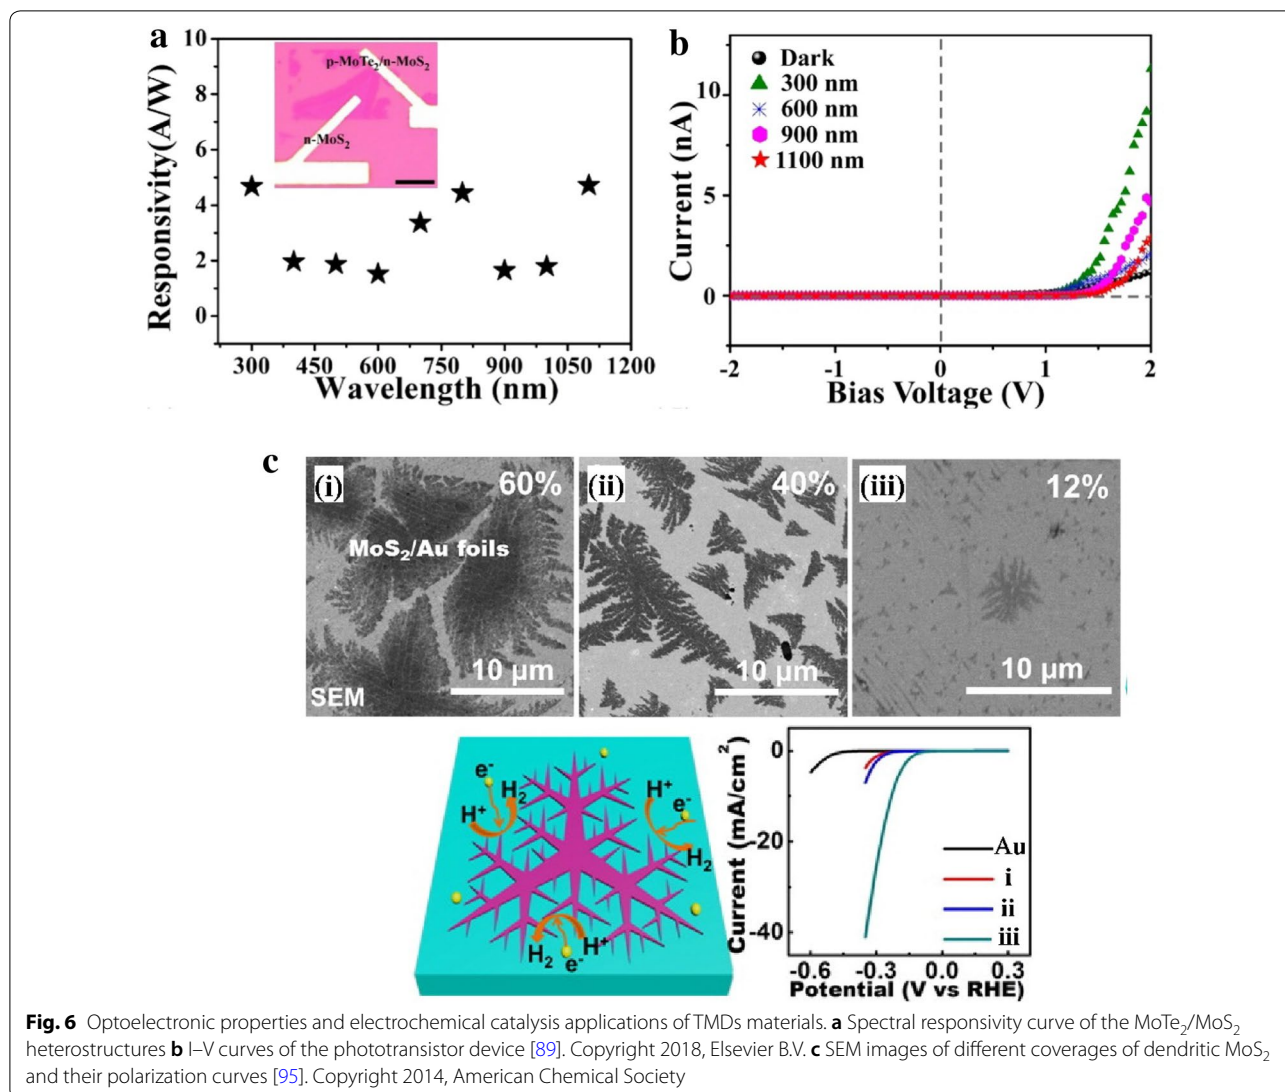 a
10
8
6
4
2
0
Responsivity(A/W)
p-MoTe2/n-MoS2
n-MoS2
300 450 600 750 900 1050 1200
Wavelength (nm)
b
Dark
300 nm
600 nm
900 nm
1100 nm
10
5
0
Current (nA)
-2 -1 0 1 2
Bias Voltage (V)
c
(i) 60%
MoS2/Au foils
10 μm
SEM
(ii) 40%
10 μm
(iii) 12%
10 μm
e- H2 H+
H+ e- H2
H2 e- H+
0
-20
-40
Current (mA/cm2)
Au
i
ii
iii
-0.6 -0.3 0.0 0.3
Potential (V vs RHE)
Fig. 6 Optoelectronic properties and electrochemical catalysis applications of TMDs materials. a Spectral responsivity curve of the MoTe2/MoS2
heterostructures b I–V curves of the phototransistor device [89]. Copyright 2018, Elsevier B.V. c SEM images of different coverages of dendritic MoS2
and their polarization curves [95]. Copyright 2014, American Chemical Society